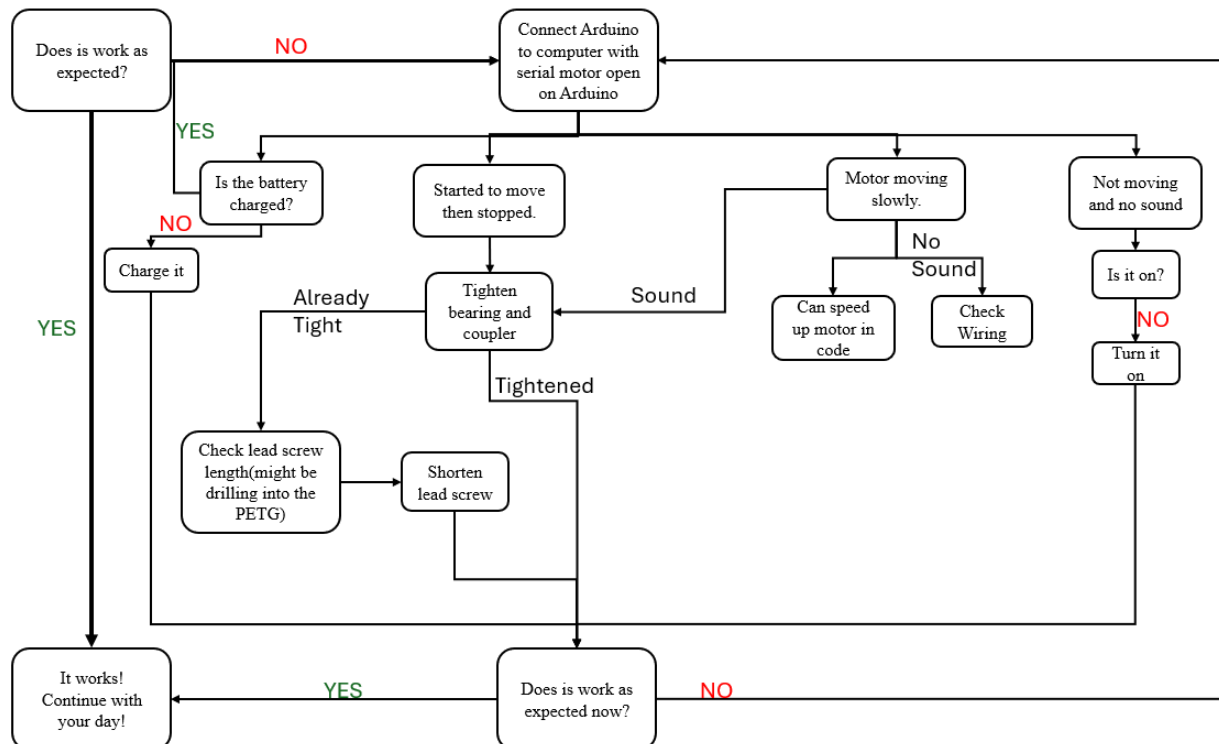 Does is work as
expected?
NO
Connect Arduino
to computer with
serial motor open
on Arduino
YES
Is the battery
charged?
Started to move
then stopped.
Motor moving
slowly.
Not moving
and no sound
NO
Charge it
No
Sound
Is it on?
Already
Tight
Tighten
bearing and
coupler
Sound
Can speed
up motor in
code
Check
Wiring
NO
Turn it
on
YES
Tightened
Check lead screw
length(might be
drilling into the
PETG)
Shorten
lead screw
It works!
Continue with
your day!
YES
Does is work as
expected now?
NO